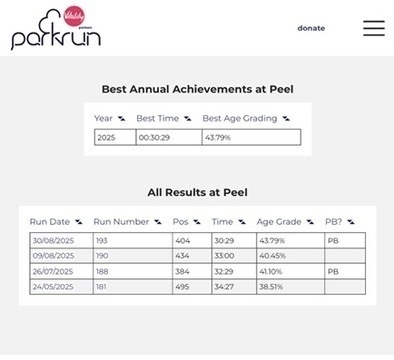 Vitality
parkrun
donate
Best Annual Achievements at Peel
Year Best Time Best Age Grading
2025 00:30:29 43.79%
All Results at Peel
Run Date Run Number Pos Time Age Grade PB?
30/08/2025 193 404 30:29 43.79% PB
09/08/2025 190 434 33:00 40.45%
26/07/2025 188 384 32:29 41.10% PB
24/05/2025 181 495 34:27 38.51%